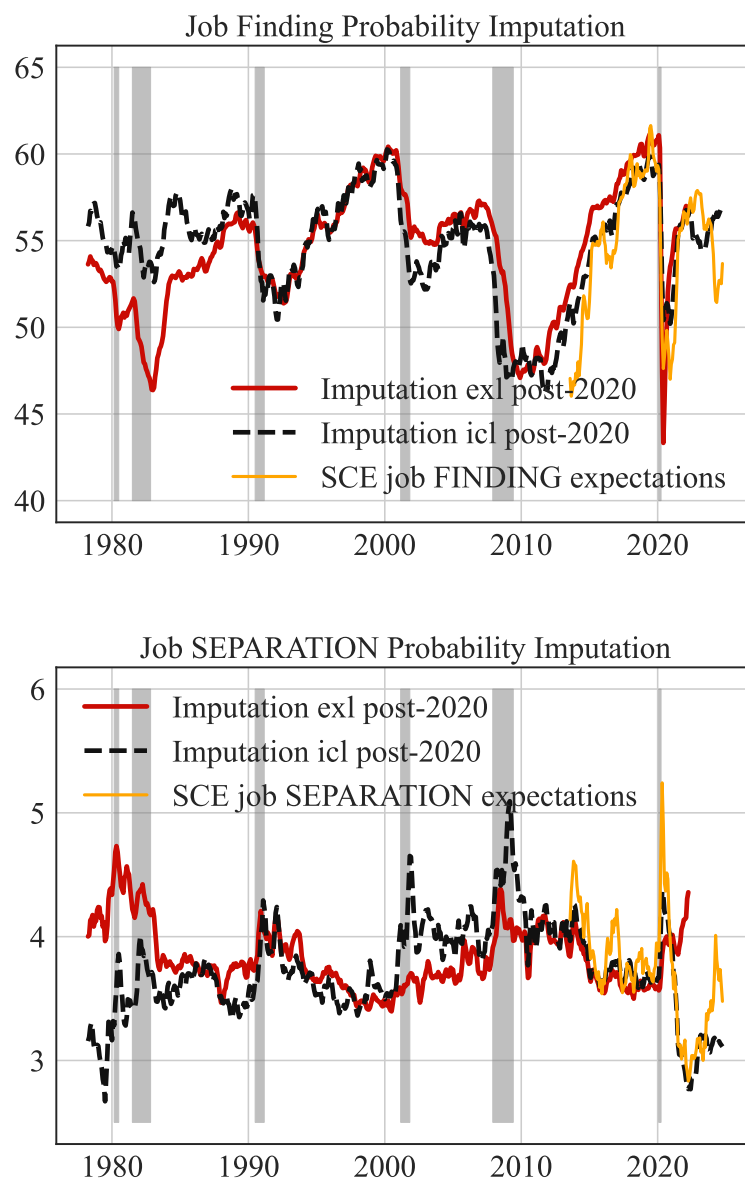 Job Finding Probability Imputation
65
60
55
50
45
40
Imputation exl post-2020
Imputation icl post-2020
SCE job FINDING expectations
1980 1990 2000 2010 2020
Job SEPARATION Probability Imputation
6
5
4
3
Imputation exl post-2020
Imputation icl post-2020
SCE job SEPARATION expectations
1980 1990 2000 2010 2020